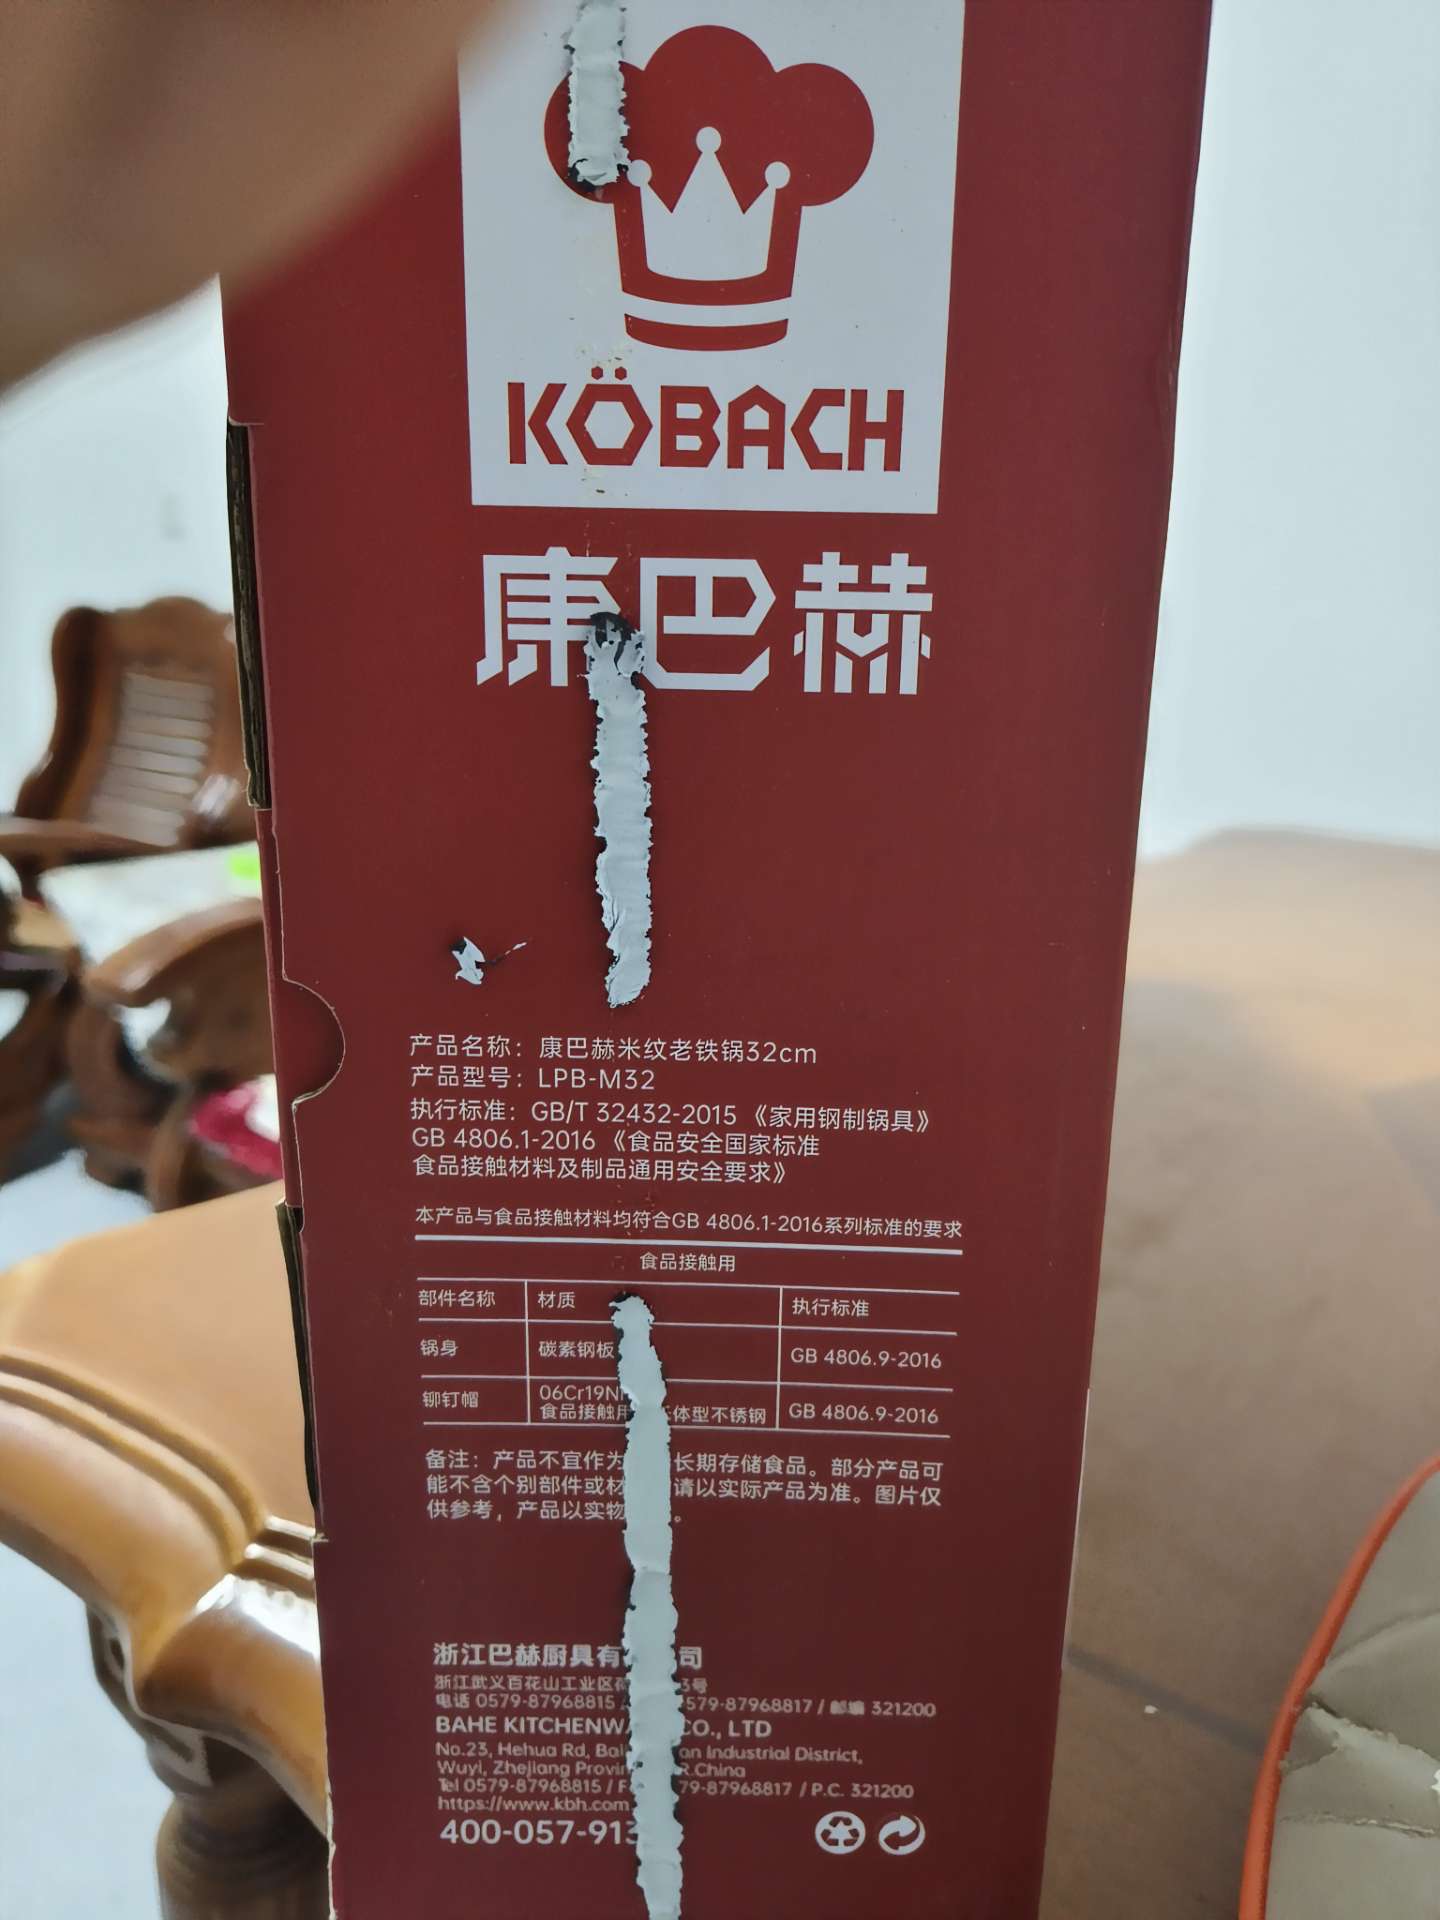 KÖBACH
康巴赫
产品名称：康巴赫米纹老铁锅32cm
产品型号：LPB-M32
执行标准：GB/T 32432-2015《家用钢制锅具》
GB 4806.1-2016《食品安全国家标准
食品接触材料及制品通用安全要求》
本产品与食品接触材料均符合GB 4806.1-2016系列标准的要求
食品接触用
部件名称 材质 执行标准
锅身 碳素钢板 GB 4806.9-2016
铆钉帽 06Cr19N
食品接触用 体型不锈钢 GB 4806.9-2016
备注：产品不宜作为 长期存储食品。部分产品可
能不含个别部件或材 请以实际产品为准。图片仅
供参考，产品以实物 。
浙江巴赫厨具有 司
浙江武义百花山工业区 3号
电话 0579-87968815 / 579-87968817 / 邮编 321200
BAHE KITCHENWA CO., LTD
No.23, Hehua Rd, Bai an Industrial District,
Wuyi, Zhejiang Provin R.China
Tel 0579-87968815 / F 79-87968817 / P.C. 321200
https://www.kbh.com
400-057-913